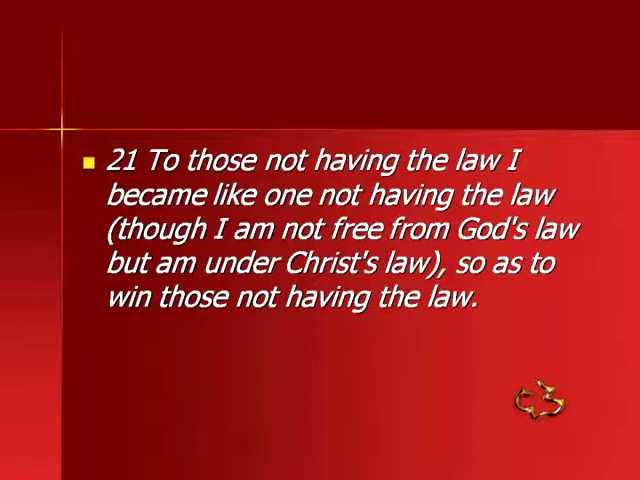 21 To those not having the law I
became like one not having the law
(though I am not free from God's law
but am under Christ's law), so as to
win those not having the law.